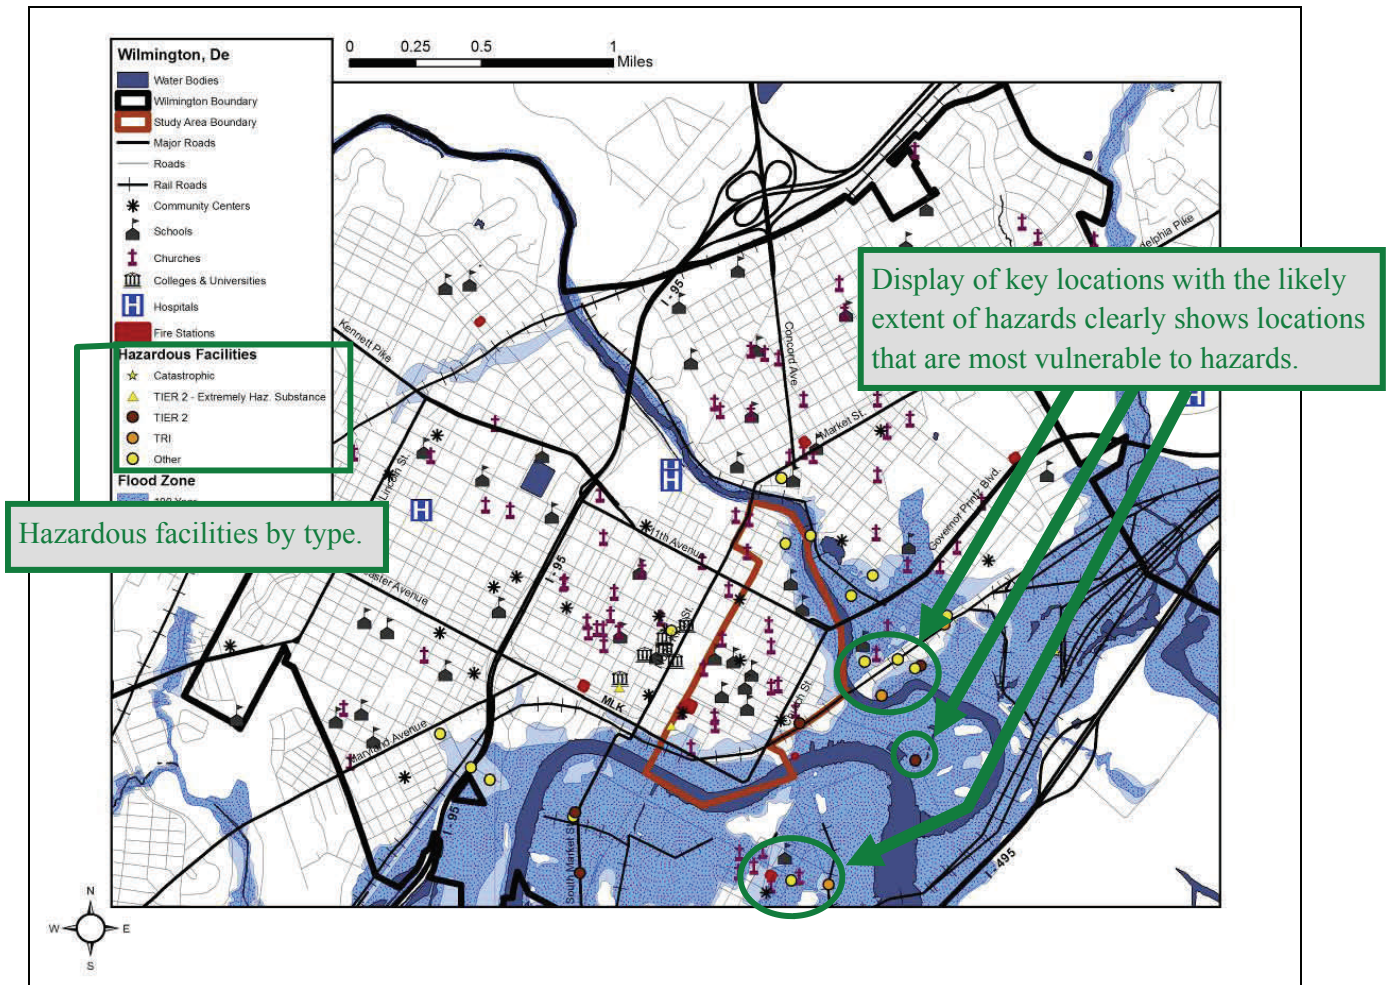 Wilmington, De
Water Bodies
Wilmington Boundary
Study Area Boundary
Major Roads
Roads
Rail Roads
Community Centers
Schools
Churches
Colleges & Universities
H
Hospitals
Fire Stations
Hazardous Facilities
Catastrophic
TIER 2 - Extremely Haz. Substance
TIER 2
TRI
Other
Flood Zone
Hazardous facilities by type.
0 0.25 0.5 1
Miles
Display of key locations with the likely
extent of hazards clearly shows locations
that are most vulnerable to hazards.
Kennett Pike
I - 95
Concord Ave.
Market St.
Governor Printz Blvd.
Lincoln St.
H
H
H
H
11th Avenue
I - 95
St.
MLK
Maryland Avenue
I - 95
South Market St.
I - 495
N
W E
S